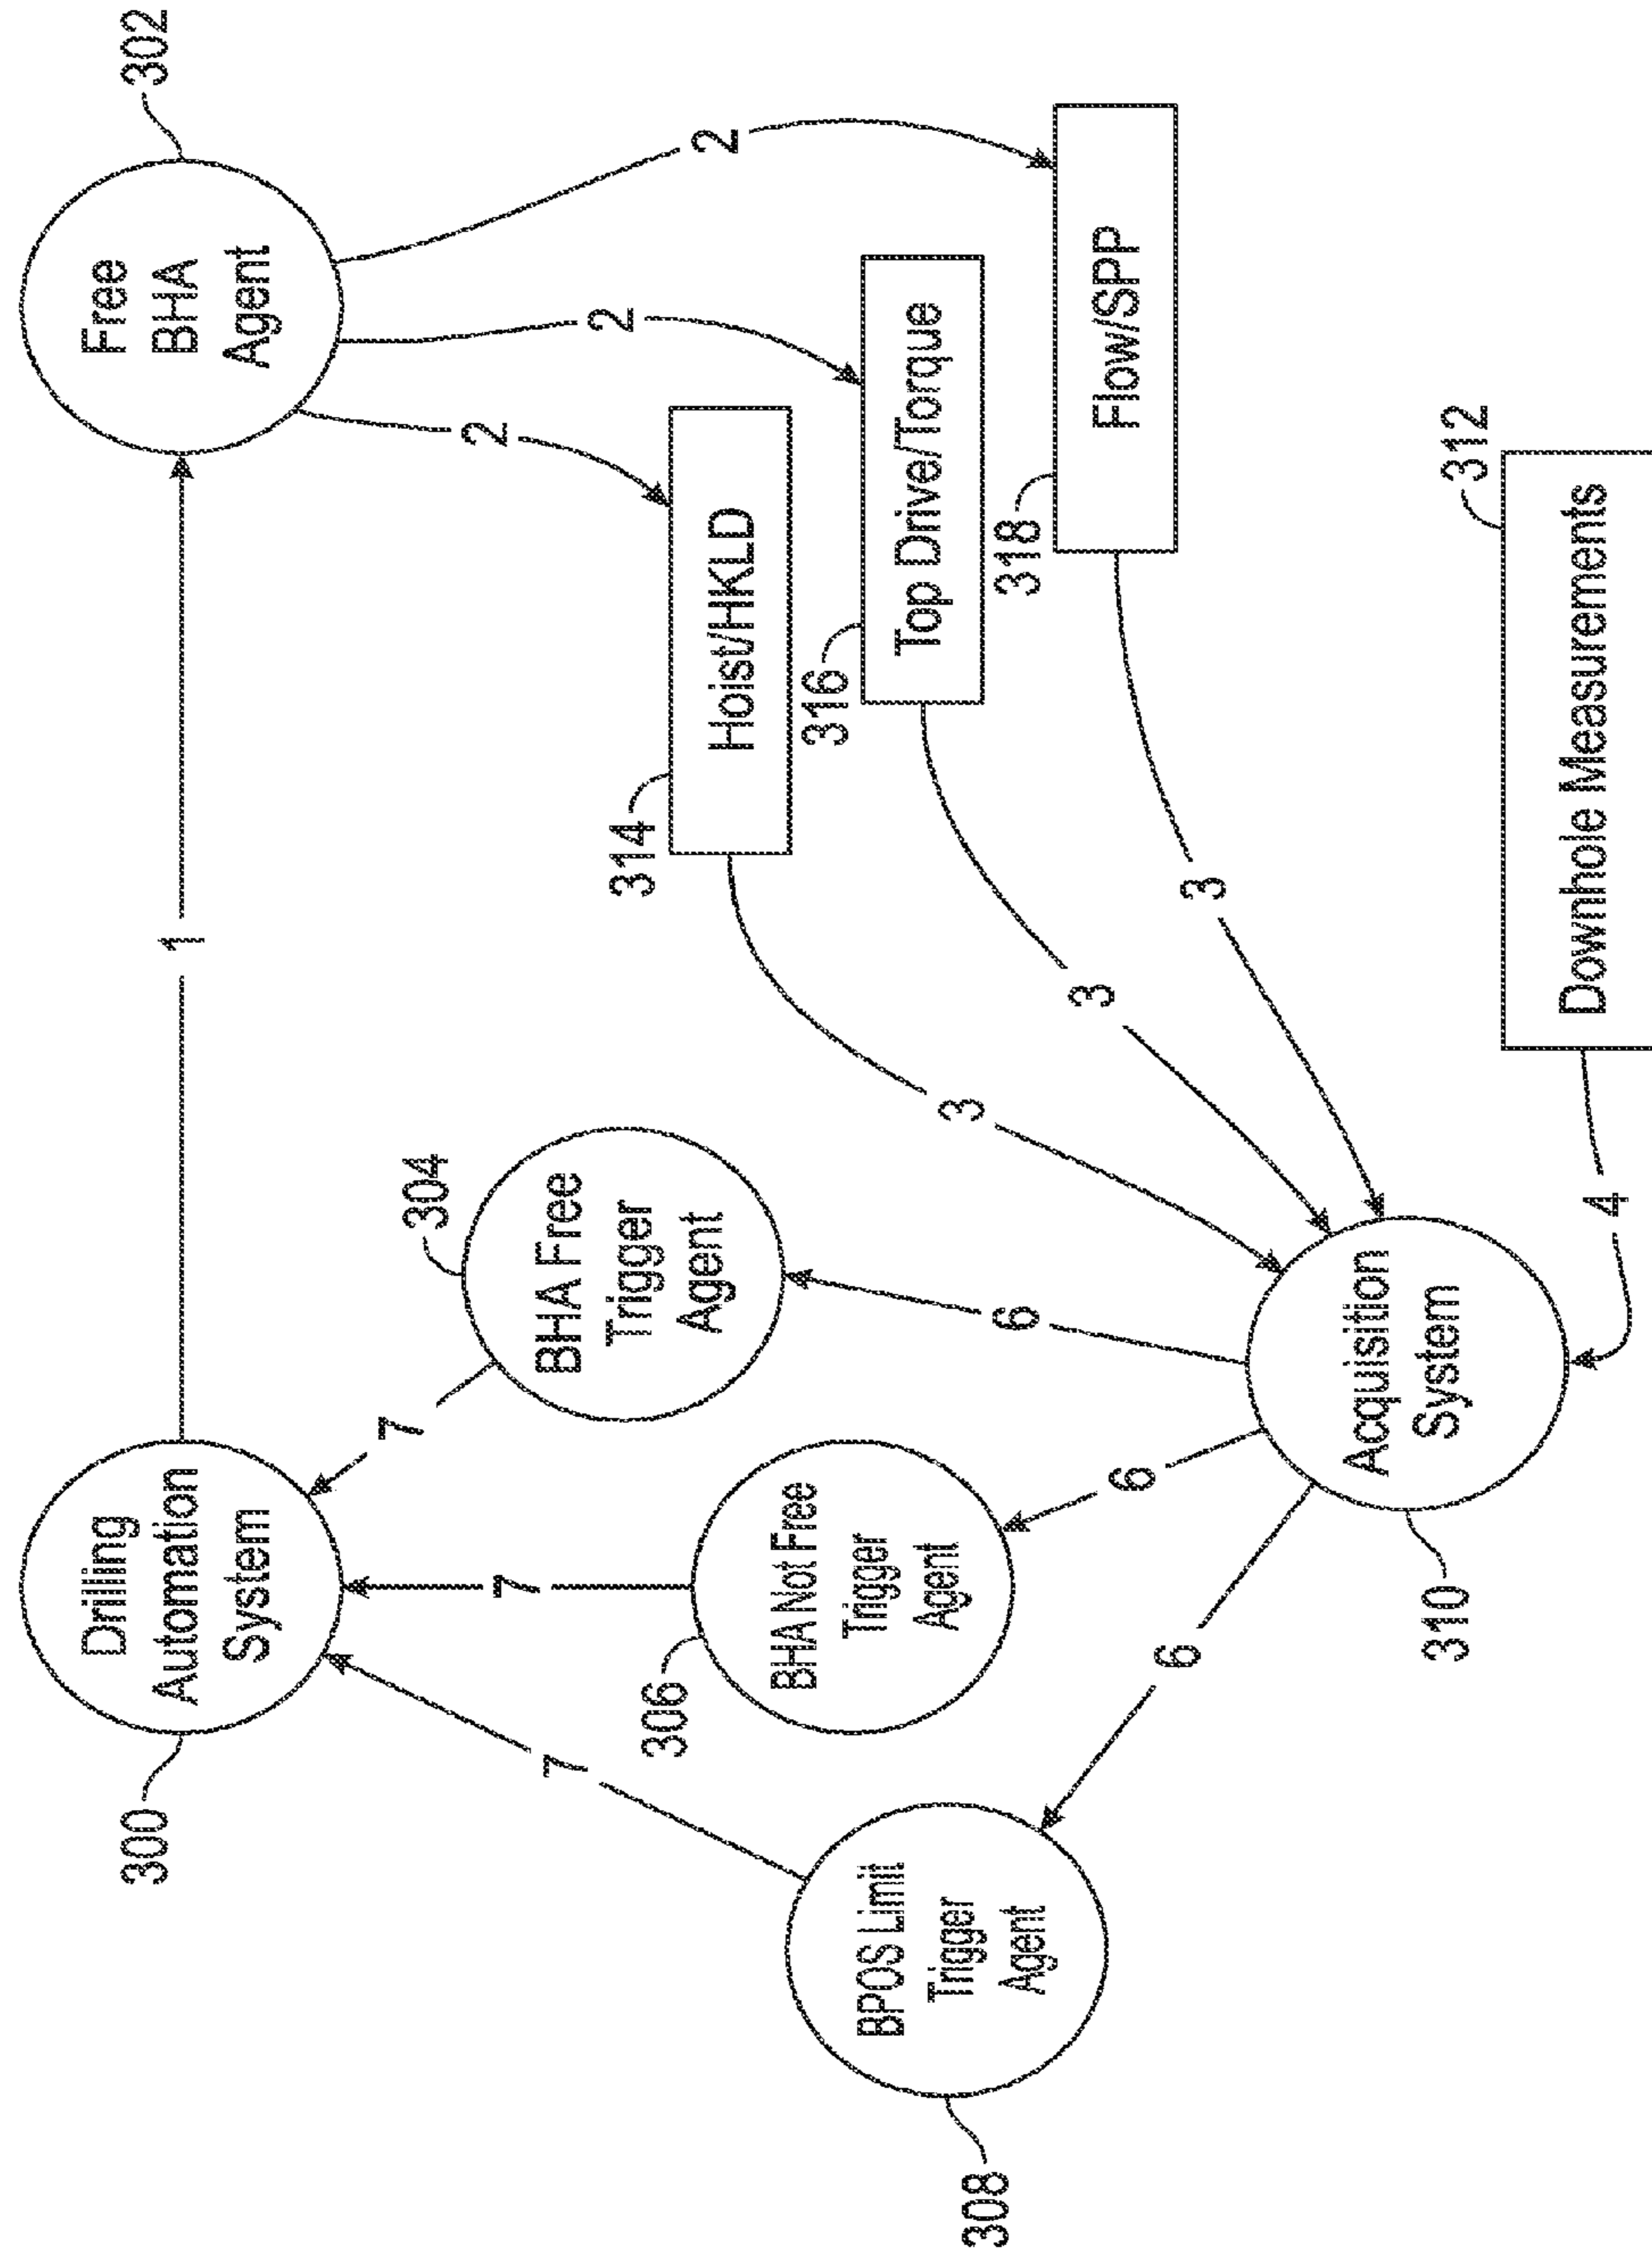 300
Drilling
Automation
System
1
302
Free
BHA
Agent
7
7
7
2
2
2
304
BHA Free
Trigger
Agent
306
BHA Not Free
Trigger
Agent
308
BPOS Limit
Trigger
Agent
314
Hoist/HKLD
316
Top Drive/Torque
318
Flow/SPP
6
6
6
3
3
3
310
Acquisition
System
4
312
Downhole Measurements